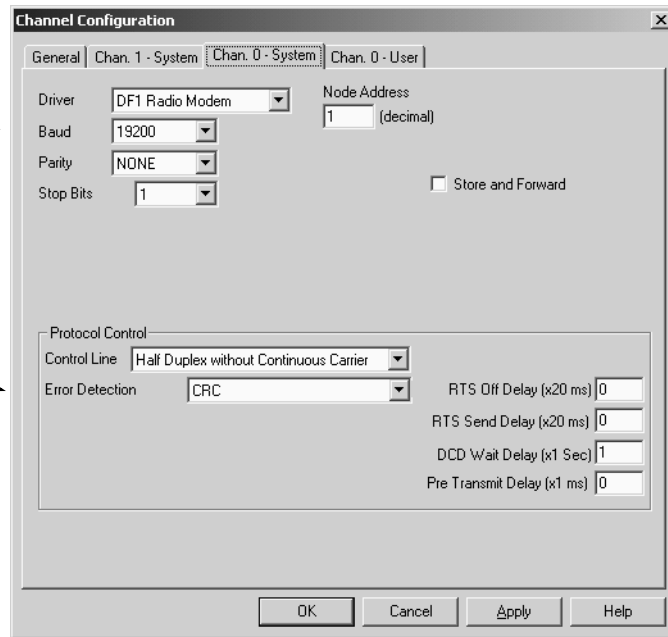 Channel Configuration
General Chan. 1 - System Chan. 0 - System Chan. 0 - User
Driver DF1 Radio Modem
Node Address
1 (decimal)
Baud 19200
Parity NONE
Stop Bits 1
Store and Forward
Protocol Control
Control Line Half Duplex without Continuous Carrier
Error Detection CRC
RTS Off Delay (x20 ms) 0
RTS Send Delay (x20 ms) 0
DCD Wait Delay (x1 Sec) 1
Pre Transmit Delay (x1 ms) 0
OK Cancel Apply Help